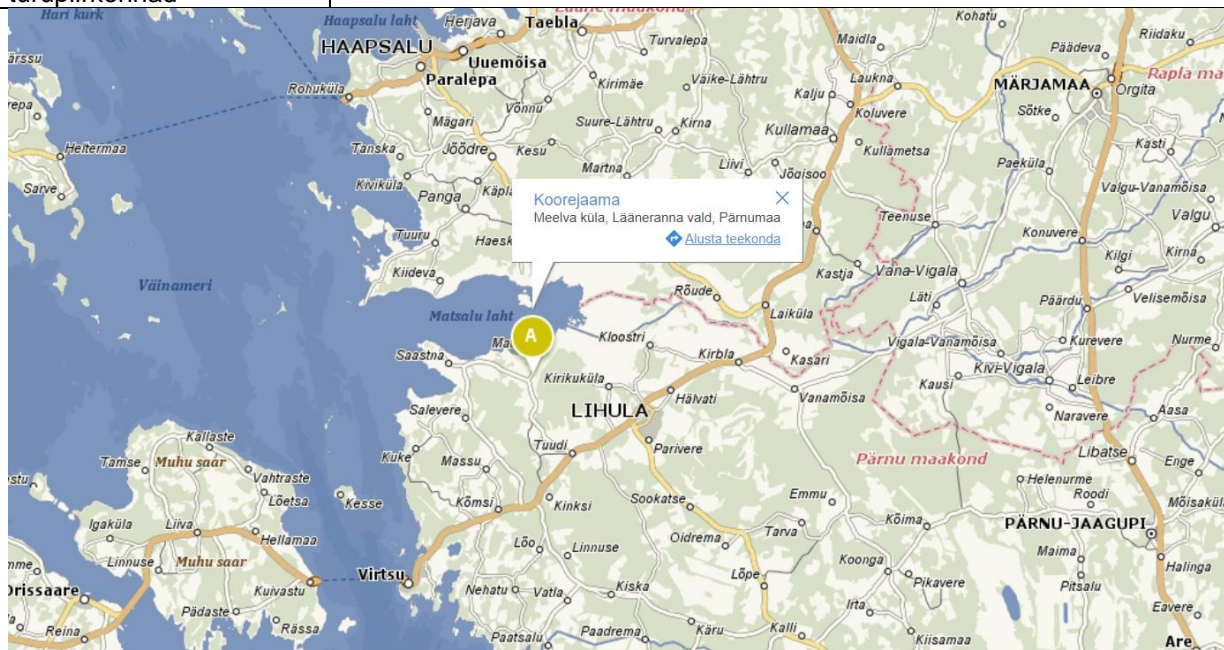 turupiirkonnad
Hari kurk
Haapsalu laht
Herjava
Taebla
Lääne maakond
Kohatu
Riidaku
Turvalepa
Maidla
Päädeva
HAAPSALU
Uuemõisa
Paralepa
Rohuküla
Kirimäe
Väike-Lähtru
Laukna
Kalju
MÄRJAMAA
Orgita
Rapla ma
Võnnu
Koluvere
Sõtke
Mägari
Suure-Lähtru
Kirna
Kullamaa
Heltermaa
Tanska
Jõõdre
Kesu
Kullametsa
Kasti
Martna
Liivi
Jõgisoo
Paeküla
Sarve
Kiviküla
Panga
Käpla
Valgu-Vanamõisa
Koorejaama
Meelva küla, Lääneranna vald, Pärnumaa
Alusta teekonda
Teenuse
Valgu
Tuuru
Haesk
Konuvere
Kilgi
Kirna
Kiideva
Kastja
Vana-Vigala
Väinameri
Rõude
Läti
Päärdu
Velisemõisa
Matsalu laht
Laiküla
A
Kloostri
Vigala-Vanamõisa
Kurevere
Nurme
Saastna
Kirbla
Kasari
Kivi-Vigala
Kirikuküla
Kausi
Leibre
Hälvati
Vanamõisa
Salevere
LIHULA
Naravere
Aasa
Kallaste
Tuudi
Parivere
Tamse
Muhu saar
Kuke
Massu
Pärnu maakond
Libatse
Enge
Vahtraste
Helenurme
Lõetsa
Kesse
Kõmsi
Kinksi
Sookatse
Emmu
Roodi
Mõisakül
Igaküla
Liiva
Tarva
Kõima
PÄRNU-JAAGUPI
Hellamaa
Oidrema
Lõo
Linnuse
Linnuse
Muhu saar
Maima
Virtsu
Koonga
Halinga
Lõpe
Pikavere
Pitsalu
Orissaare
Kuivastu
Nehatu
Vatla
Kiska
Pädaste
Irta
Eavere
Reina
Rässa
Paatsalu
Paadrema
Käru
Kalli
Kiisamaa
Are